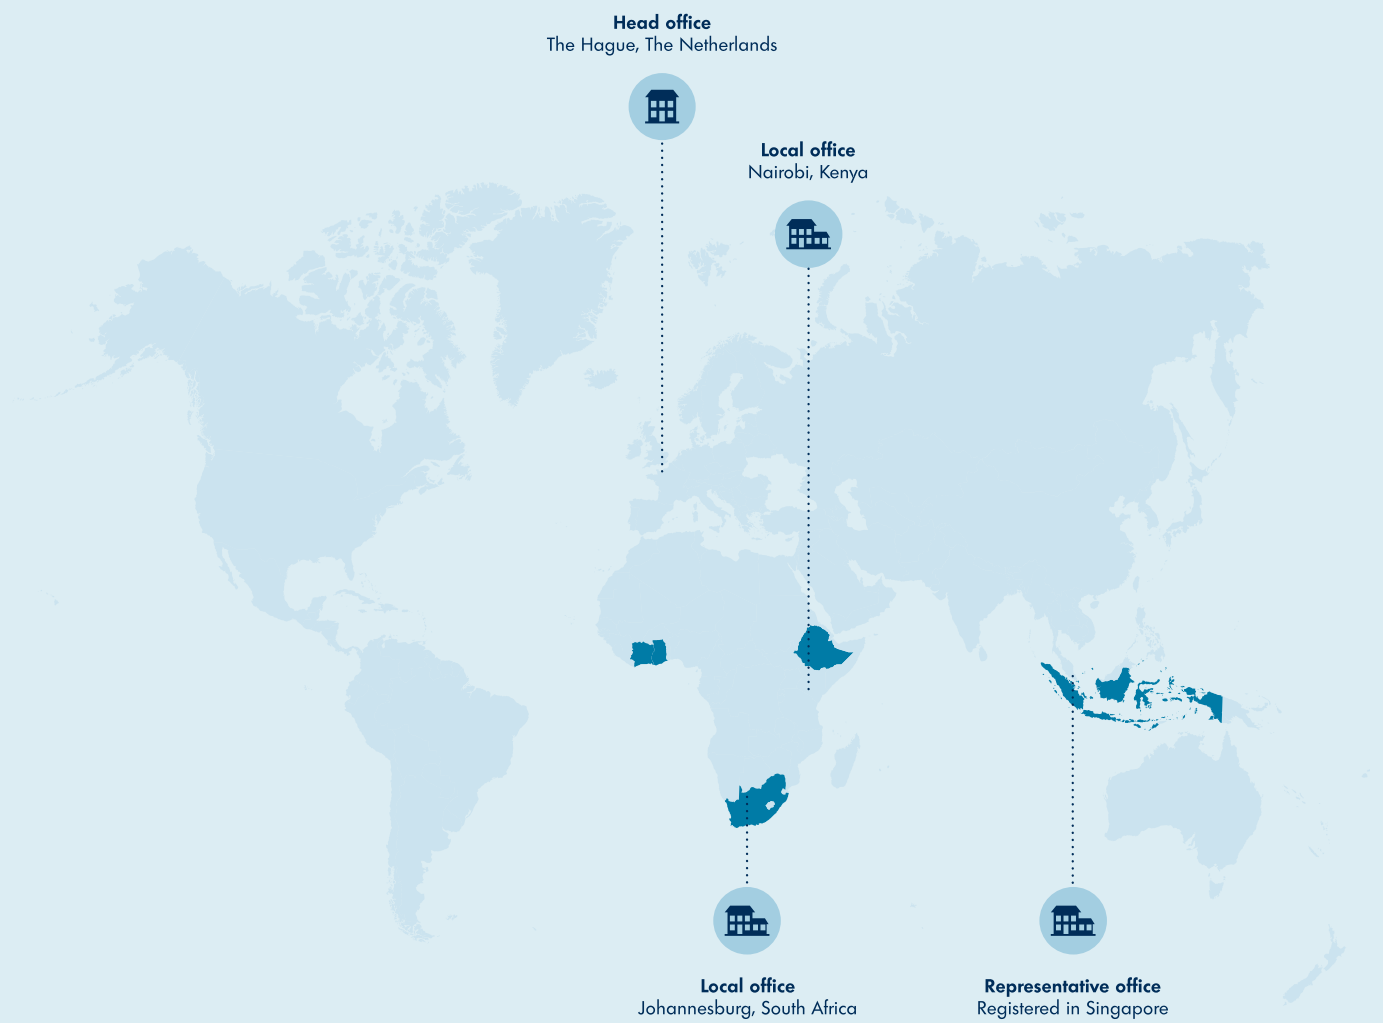 Head office
The Hague, The Netherlands
Local office
Nairobi, Kenya
Local office
Johannesburg, South Africa
Representative office
Registered in Singapore